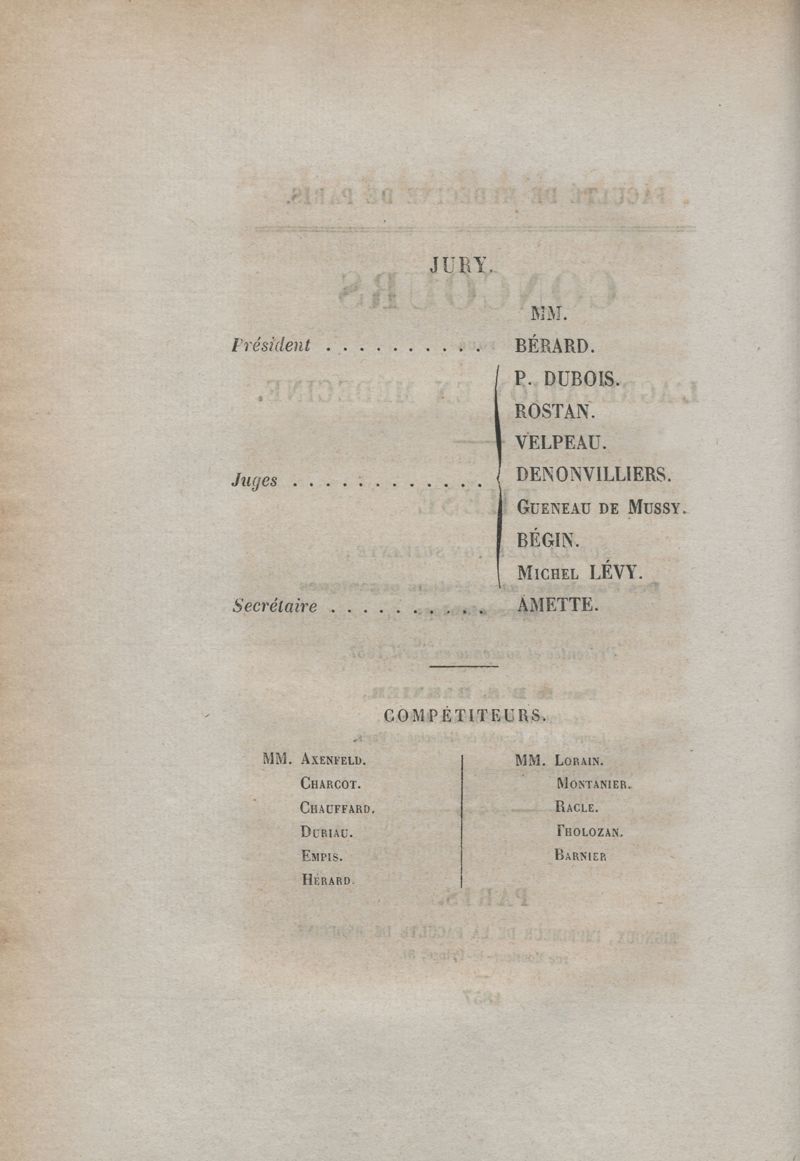 JURY.
MM.
Président . . . . . . . . . . BÉRARD.
P. DUBOIS.
ROSTAN.
VELPEAU.
Juges . . . . . . . . . . . . DENONVILLIERS.
GUENEAU DE MUSSY.
BÉGIN.
MICHEL LÉVY.
Secrétaire . . . . . . . . . . AMETTE.
COMPÉTITEURS.
MM. AXENFELD.
CHARCOT.
CHAUFFARD.
DURIAU.
EMPIS.
HÉRARD.
MM. LORAIN.
MONTANIER.
RACLE.
THOLOZAN.
BARNIER